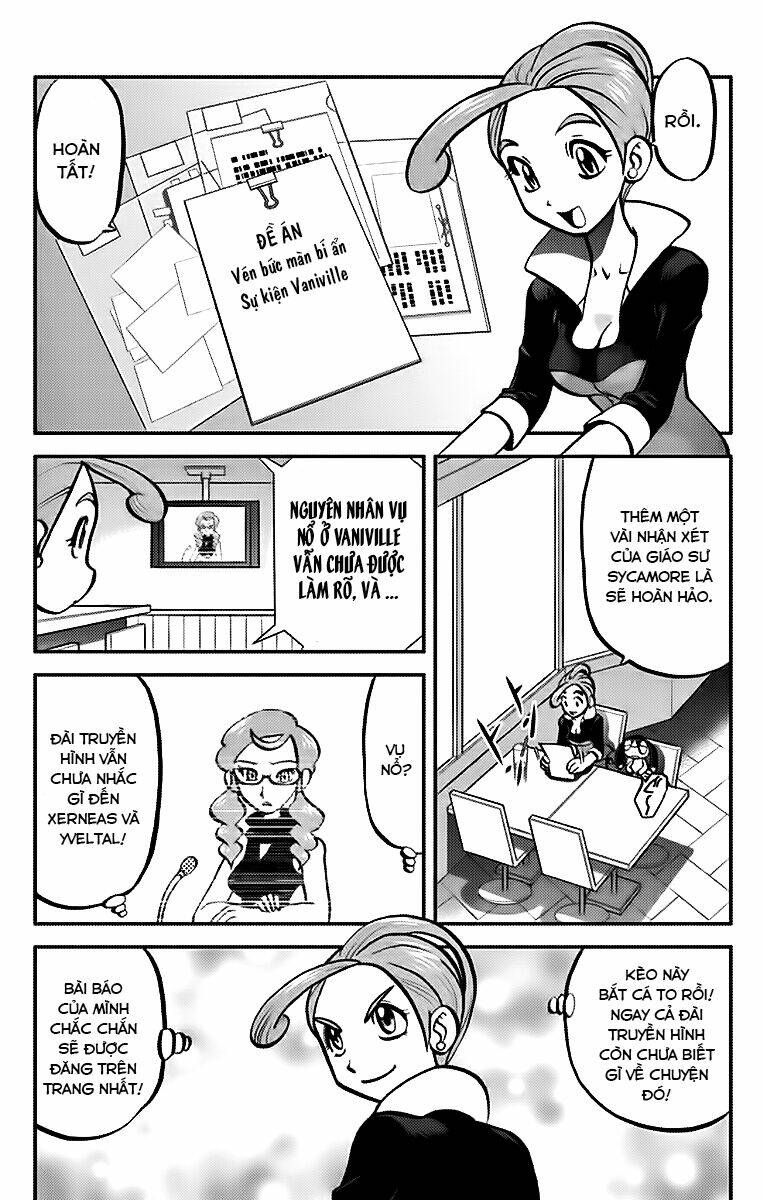 RỒI.
HOÀN
TẤT!
ĐỀ ÁN
Vén bức màn bí ẩn
Sự kiện Vaniville
THÊM MỘT
VÀI NHẬN XÉT
CỦA GIÁO SƯ
SYCAMORE LÀ
SẼ HOÀN HẢO.
NGUYÊN NHÂN VỤ
NỔ Ở VANIVILLE
VẪN CHƯA ĐƯỢC
LÀM RÕ, VÀ ...
VỤ
NỔ?
ĐÀI TRUYỀN
HÌNH VẪN
CHƯA NHẮC
GÌ ĐẾN
XERNEAS VÀ
YVELTAL!
KÈO NÀY
BẮT CÁ TO RỒI!
NGAY CẢ ĐÀI
TRUYỀN HÌNH
CÒN CHƯA BIẾT
GÌ VỀ CHUYỆN
ĐÓ!
BÀI BÁO
CỦA MÌNH
CHẮC CHẮN
SẼ ĐƯỢC
ĐĂNG TRÊN
TRANG NHẤT!